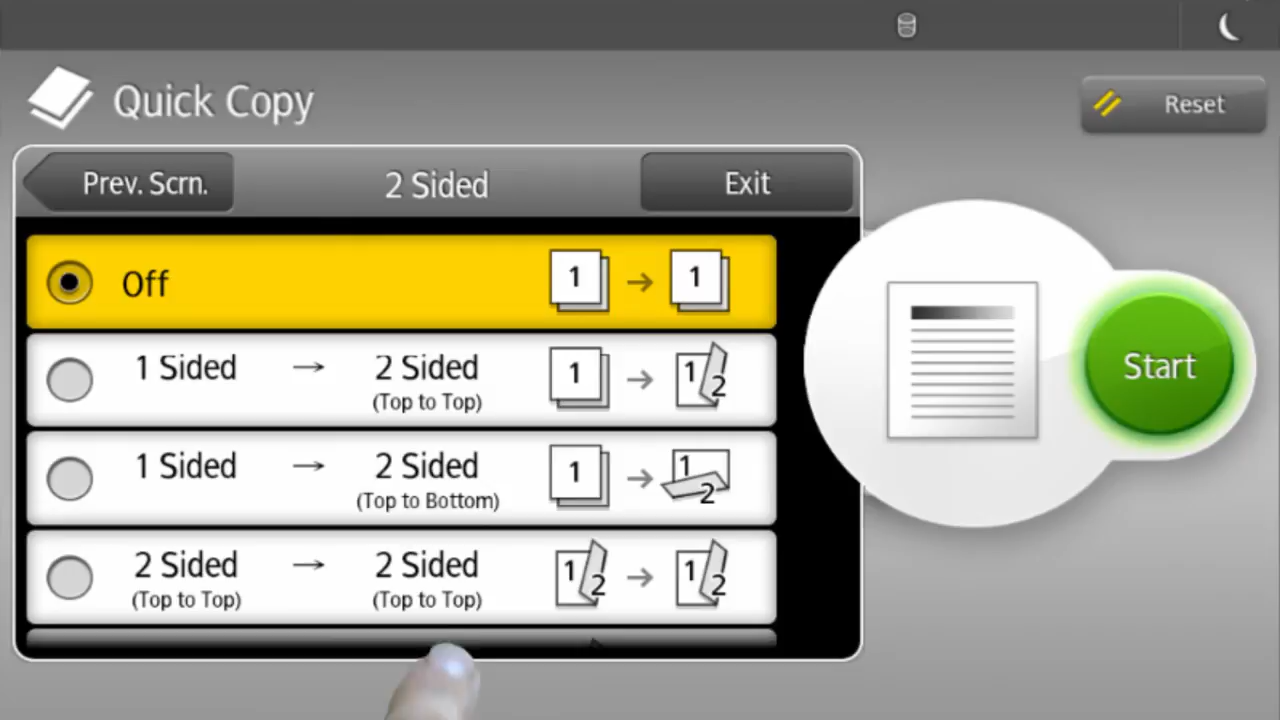 Quick Copy
Reset
Prev. Scrn.
2 Sided
Exit
Off
1
→
1
1 Sided → 2 Sided
(Top to Top)
1
→
1
2
1 Sided → 2 Sided
(Top to Bottom)
1
→
1
2
2 Sided → 2 Sided
(Top to Top) (Top to Top)
1
2
→
1
2
Start